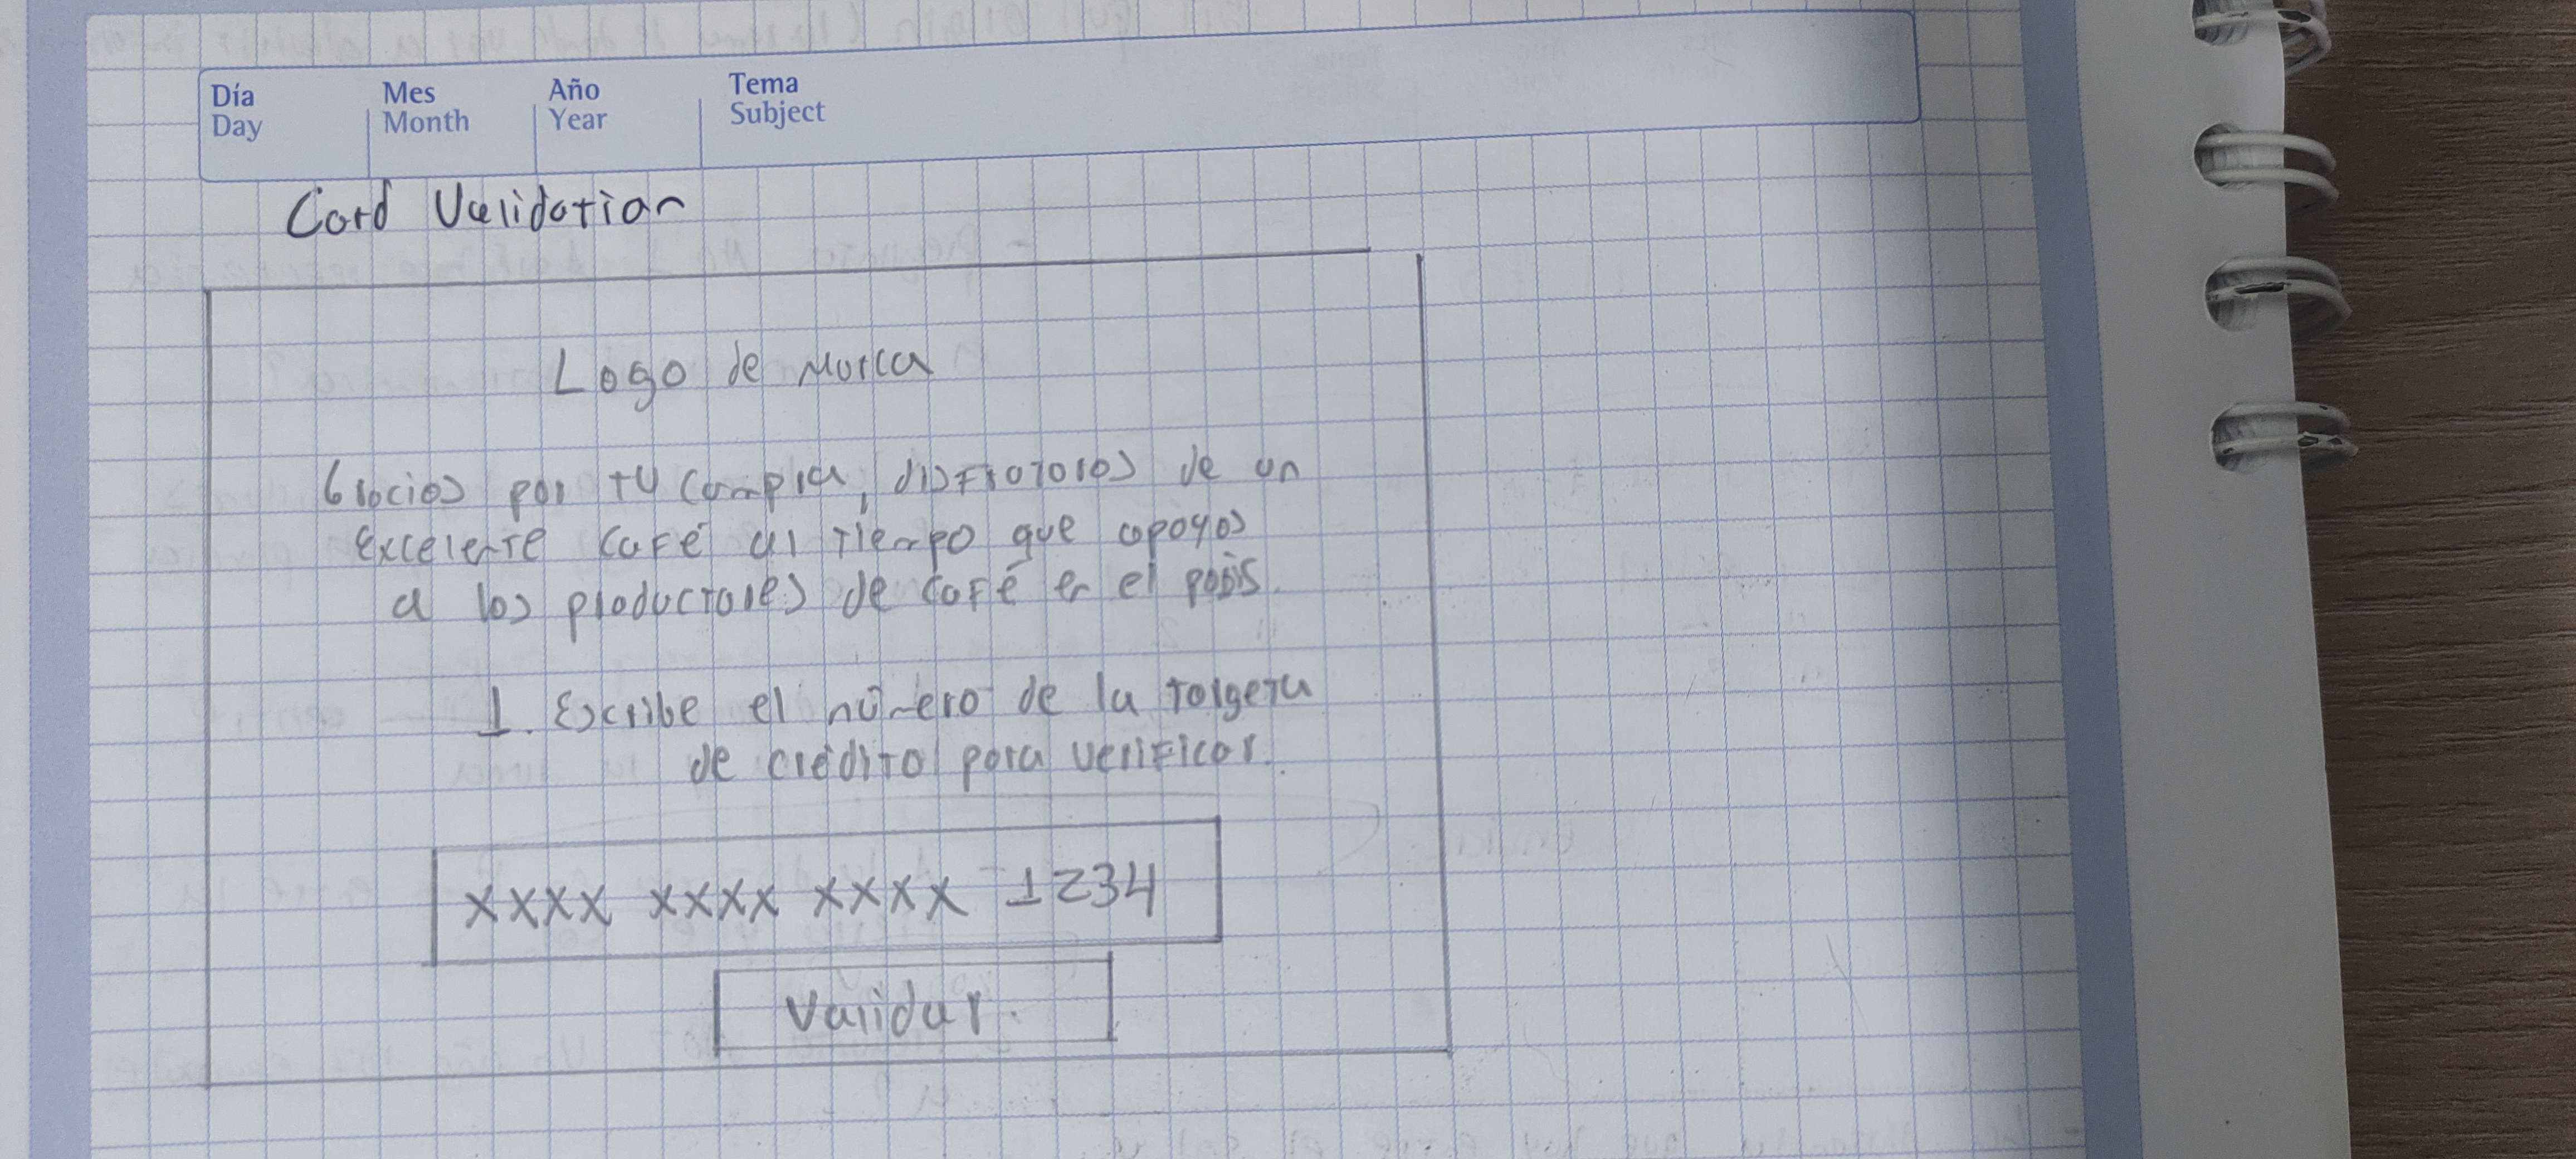 Día Mes Año Tema
Day Month Year Subject
Card Validation
Logo de Marca
Gracias por tu compra, disfrutaras de un
Excelente café al tiempo que apoyas
a los productores de café en el país.
1. Escribe el número de la targeta
de crédito para verificar.
XXXX XXXX XXXX 1234
Validar.